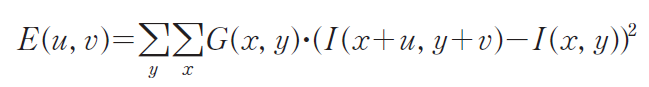 E(u, v)=∑∑G(x, y)·(I(x+u, y+v)−I(x, y))²
y x